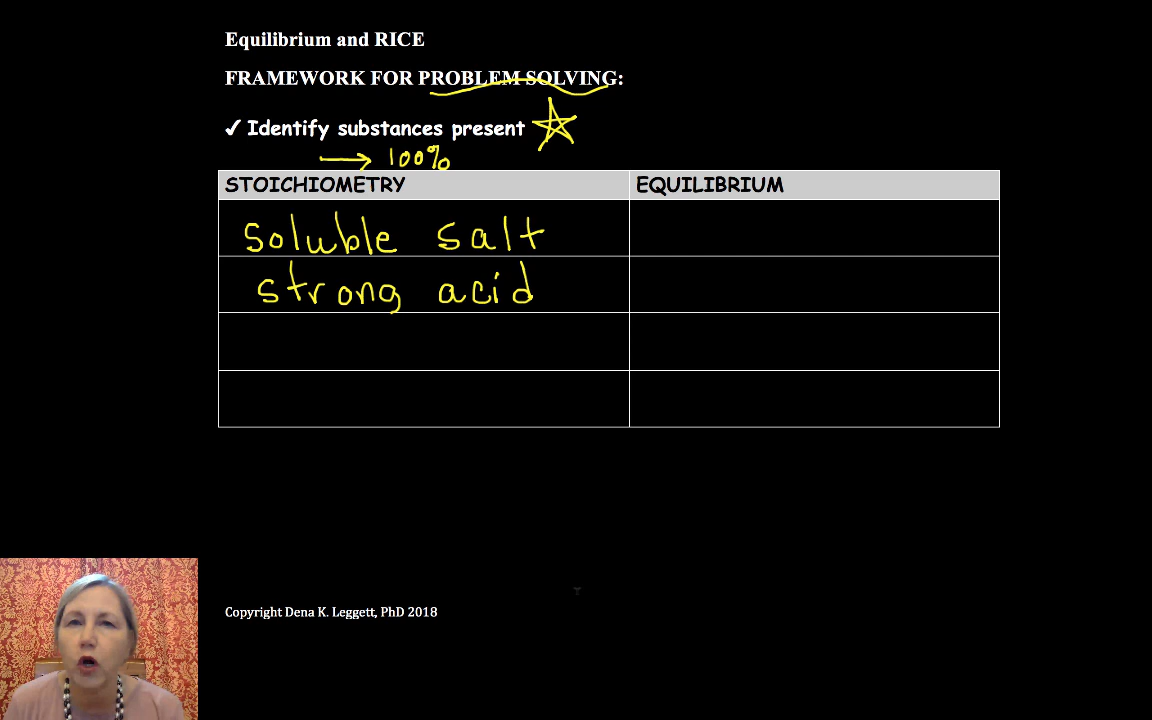 Equilibrium and RICE
FRAMEWORK FOR PROBLEM SOLVING:
✓ Identify substances present
→ 100%
STOICHIOMETRY EQUILIBRIUM
soluble salt
strong acid
Copyright Dena K. Leggett, PhD 2018